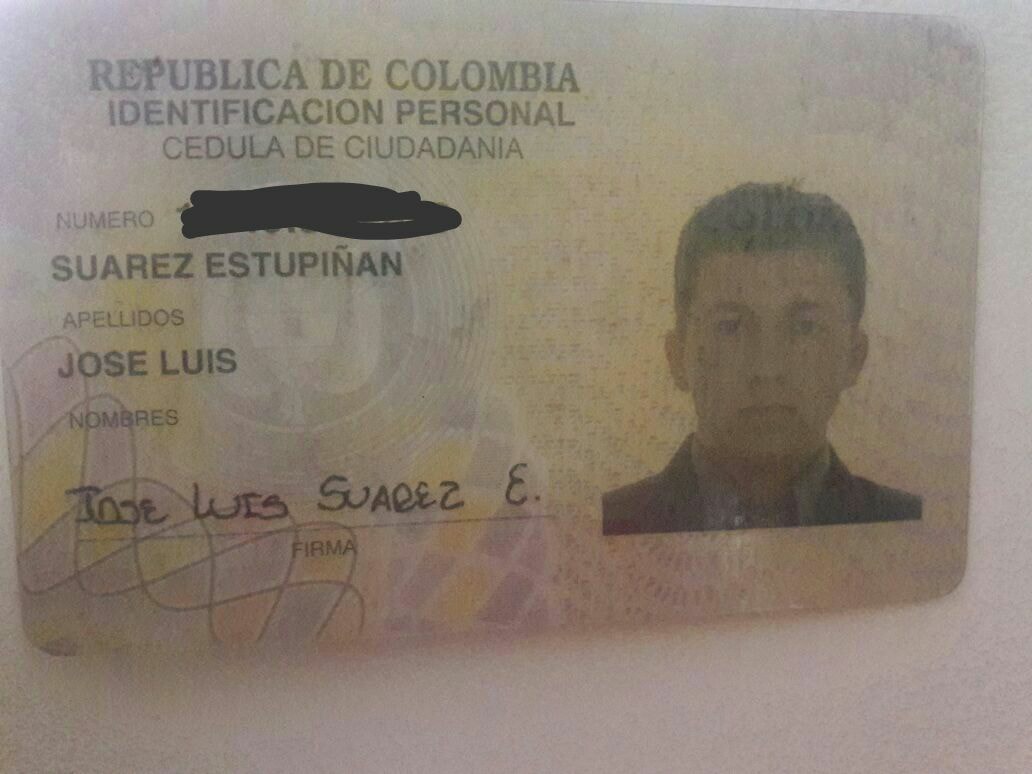 REPUBLICA DE COLOMBIA
IDENTIFICACION PERSONAL
CEDULA DE CIUDADANIA
NUMERO
SUAREZ ESTUPIÑAN
APELLIDOS
JOSE LUIS
NOMBRES
JOSE LUIS SUAREZ E.
FIRMA